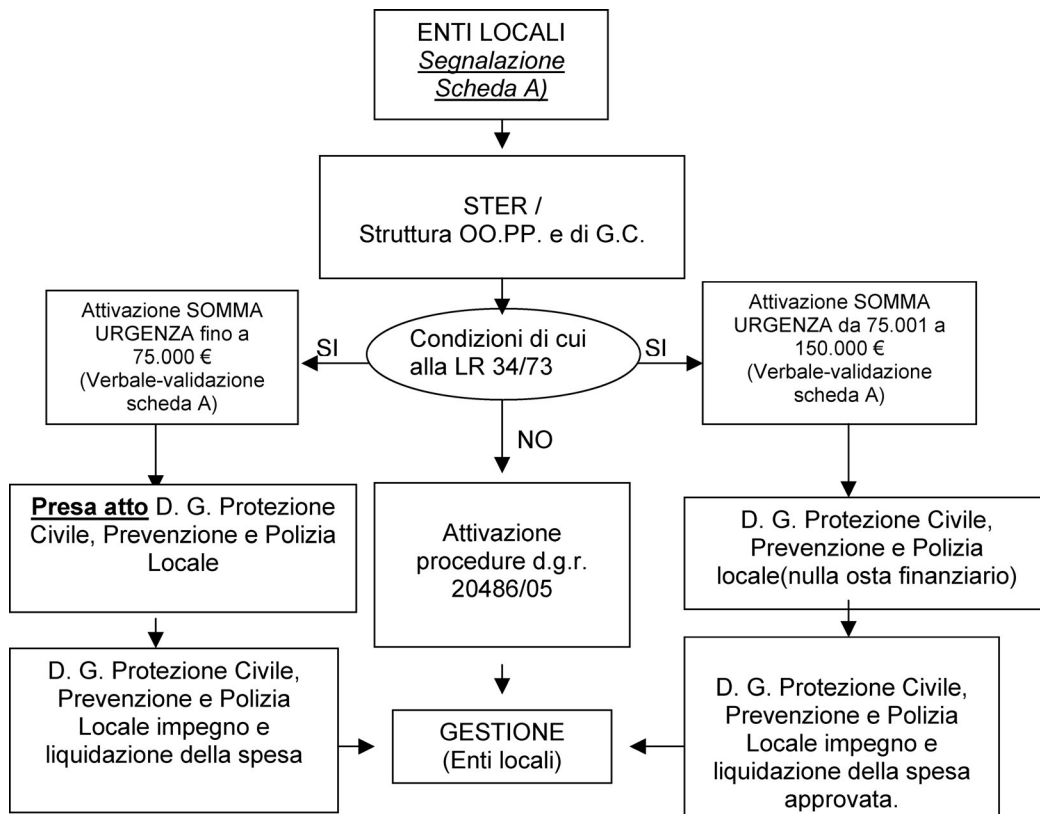 ENTI LOCALI
Segnalazione
Scheda A)
STER /
Struttura OO.PP. e di G.C.
Attivazione SOMMA
URGENZA fino a
75.000 €
(Verbale-validazione
scheda A)
SI
Condizioni di cui
alla LR 34/73
SI
Attivazione SOMMA
URGENZA da 75.001 a
150.000 €
(Verbale-validazione
scheda A)
NO
Presa atto D. G. Protezione
Civile, Prevenzione e Polizia
Locale
Attivazione
procedure d.g.r.
20486/05
D. G. Protezione Civile,
Prevenzione e Polizia
locale(nulla osta finanziario)
D. G. Protezione Civile,
Prevenzione e Polizia
Locale impegno e
liquidazione della spesa
GESTIONE
(Enti locali)
D. G. Protezione Civile,
Prevenzione e Polizia
Locale impegno e
liquidazione della spesa
approvata.